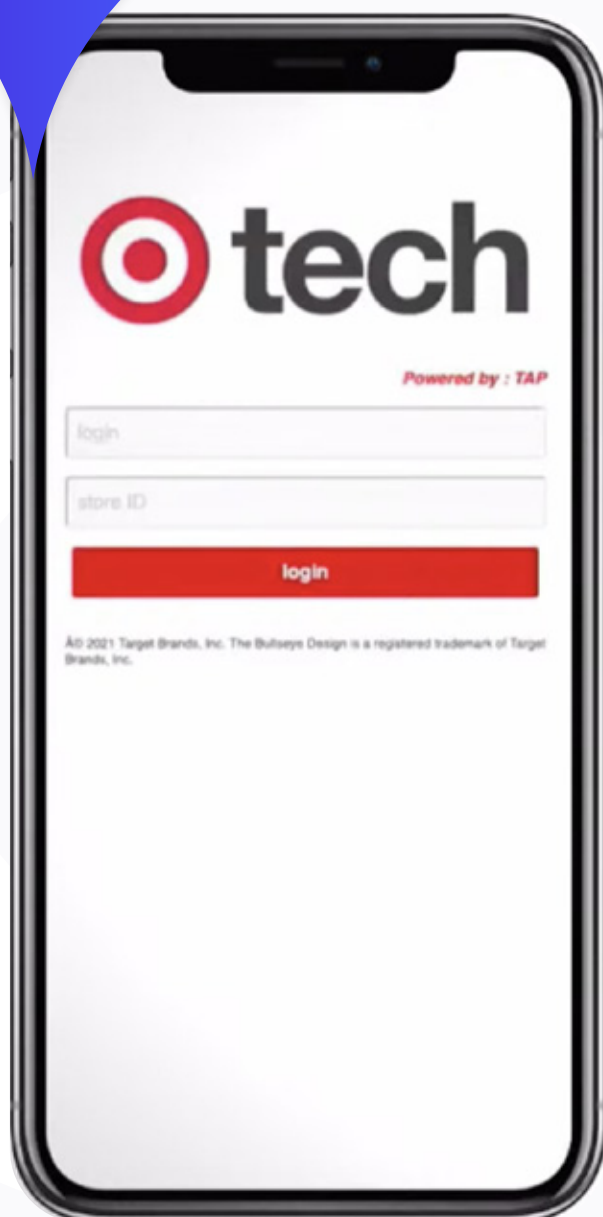 tech
Powered by : TAP
login
store ID
login
Â© 2021 Target Brands, Inc. The Bullseye Design is a registered trademark of Target
Brands, Inc.